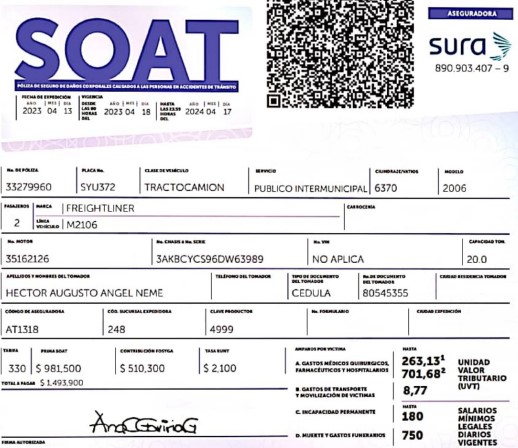 SOAT
PÓLIZA DE SEGURO DE DAÑOS CORPORALES CAUSADOS A LAS PERSONAS EN ACCIDENTES DE TRÁNSITO
ASEGURADORA
sura
890.903.407 – 9
FECHA DE EXPEDICIÓN
AÑO MES DIA
2023 04 13
VIGENCIA
DESDE LAS 00 HORAS DEL
AÑO MES DIA
2023 04 18
HASTA LAS 23:59 HORAS DEL
AÑO MES DIA
2024 04 17
No. DE PÓLIZA PLACA No. CLASE DE VEHÍCULO SERVICIO CILINDRAJE/VATIOS MODELO
33279960 SYU372 TRACTOCAMION PUBLICO INTERMUNICIPAL 6370 2006
PASAJEROS MARCA FREIGHTLINER CARROCERÍA
2 LÍNEA VEHÍCULO M2106
No. MOTOR No. CHASIS ó No. SERIE No. VIN CAPACIDAD TON.
35162126 3AKBCYCS96DW63989 NO APLICA 20.0
APELLIDOS Y NOMBRES DEL TOMADOR TELÉFONO DEL TOMADOR TIPO DE DOCUMENTO DEL TOMADOR No. DE DOCUMENTO DEL TOMADOR CIUDAD RESIDENCIA TOMADOR
HECTOR AUGUSTO ANGEL NEME CEDULA 80545355
CÓDIGO DE ASEGURADORA CÓD. SUCURSAL EXPEDIDORA CLAVE PRODUCTOR No. FORMULARIO CIUDAD EXPEDICIÓN
AT1318 248 4999
TARIFA PRIMA SOAT CONTRIBUCIÓN FOSYGA TASA RUNT
330 $ 981,500 $ 510,300 $ 2,100
TOTAL A PAGAR $ 1,493,900
AMPAROS POR VICTIMA HASTA
A. GASTOS MÉDICOS QUIRURGICOS, FARMACÉUTICOS Y HOSPITALARIOS 263,13¹ 701,68²
B. GASTOS DE TRANSPORTE Y MOVILIZACIÓN DE VICTIMAS 8,77
UNIDAD VALOR TRIBUTARIO (UVT)
C. INCAPACIDAD PERMANENTE HASTA 180
D. MUERTE Y GASTOS FUNERARIOS 750
SALARIOS MÍNIMOS LEGALES DIARIOS VIGENTES
FIRMA AUTORIZADA